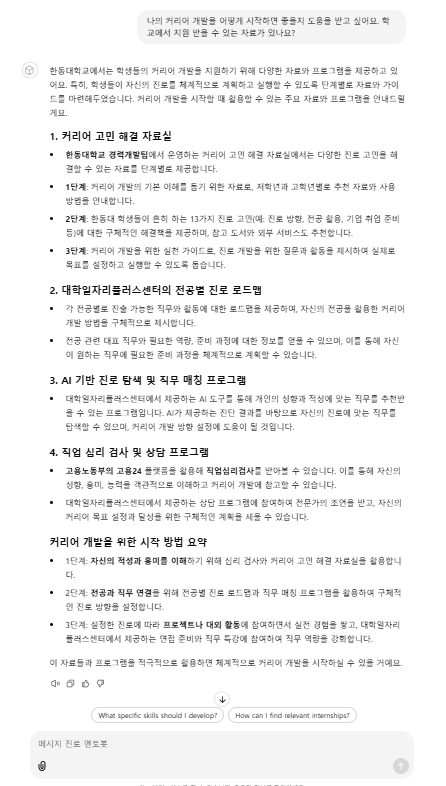 나의 커리어 개발을 어떻게 시작하면 좋을지 도움을 받고 싶어요. 학
교에서 지원 받을 수 있는 자료가 있나요?
한동대학교에서는 학생들의 커리어 개발을 지원하기 위해 다양한 자료와 프로그램을 제공하고 있
어요. 특히, 학생들이 자신의 진로를 체계적으로 계획하고 실행할 수 있도록 단계별로 자료와 가이
드를 마련해두었습니다. 커리어 개발을 시작할 때 활용할 수 있는 주요 자료와 프로그램을 안내드릴
게요.
1. 커리어 고민 해결 자료실
• 한동대학교 경력개발팀에서 운영하는 커리어 고민 해결 자료실에서는 다양한 진로 고민을 해
결할 수 있는 자료를 단계별로 제공합니다.
• 1단계: 커리어 개발의 기본 이해를 돕기 위한 자료로, 저학년과 고학년별로 추천 자료와 사용
방법을 안내합니다.
• 2단계: 한동대 학생들이 흔히 하는 13가지 진로 고민(예: 진로 방향, 전공 활용, 기업 취업 준비
등)에 대한 구체적인 해결책을 제공하며, 참고 도서와 외부 서비스도 추천합니다.
• 3단계: 커리어 개발을 위한 실천 가이드로, 진로 개발을 위한 질문과 활동을 제시하여 실제로
목표를 설정하고 실행할 수 있도록 돕습니다.
2. 대학일자리플러스센터의 전공별 진로 로드맵
• 각 전공별로 진출 가능한 직무와 활동에 대한 로드맵을 제공하여, 자신의 전공을 활용한 커리어
개발 방법을 구체적으로 제시합니다.
• 전공 관련 대표 직무와 필요한 역량, 준비 과정에 대한 정보를 얻을 수 있으며, 이를 통해 자신
이 원하는 직무에 필요한 준비 과정을 체계적으로 계획할 수 있습니다.
3. AI 기반 진로 탐색 및 직무 매칭 프로그램
• 대학일자리플러스센터에서 제공하는 AI 도구를 통해 개인의 성향과 적성에 맞는 직무를 추천받
을 수 있는 프로그램입니다. AI가 제공하는 진단 결과를 바탕으로 자신의 진로에 맞는 직무를
탐색할 수 있으며, 커리어 개발 방향 설정에 도움이 될 것입니다.
4. 직업 심리 검사 및 상담 프로그램
• 고용노동부의 고용24 플랫폼을 활용해 직업심리검사를 받아볼 수 있습니다. 이를 통해 자신의
성향, 흥미, 능력을 객관적으로 이해하고 커리어 개발에 참고할 수 있습니다.
• 대학일자리플러스센터에서 제공하는 상담 프로그램에 참여하여 전문가의 조언을 받고, 자신의
커리어 목표 설정과 달성을 위한 구체적인 계획을 세울 수 있습니다.
커리어 개발을 위한 시작 방법 요약
• 1단계: 자신의 적성과 흥미를 이해하기 위해 심리 검사와 커리어 고민 해결 자료실을 활용합니
다.
• 2단계: 전공과 직무 연결을 위해 전공별 진로 로드맵과 직무 매칭 프로그램을 활용하여 구체적
인 진로 방향을 설정합니다.
• 3단계: 설정한 진로에 따라 프로젝트나 대외 활동에 참여하면서 실전 경험을 쌓고, 대학일자리
플러스센터에서 제공하는 면접 준비와 직무 특강에 참여하여 직무 역량을 강화합니다.
이 자료들과 프로그램을 적극적으로 활용하면 체계적으로 커리어 개발을 시작하실 수 있을 거예요.
What specific skills should I develop?
How can I find relevant internships?
메시지 진로 멘토봇